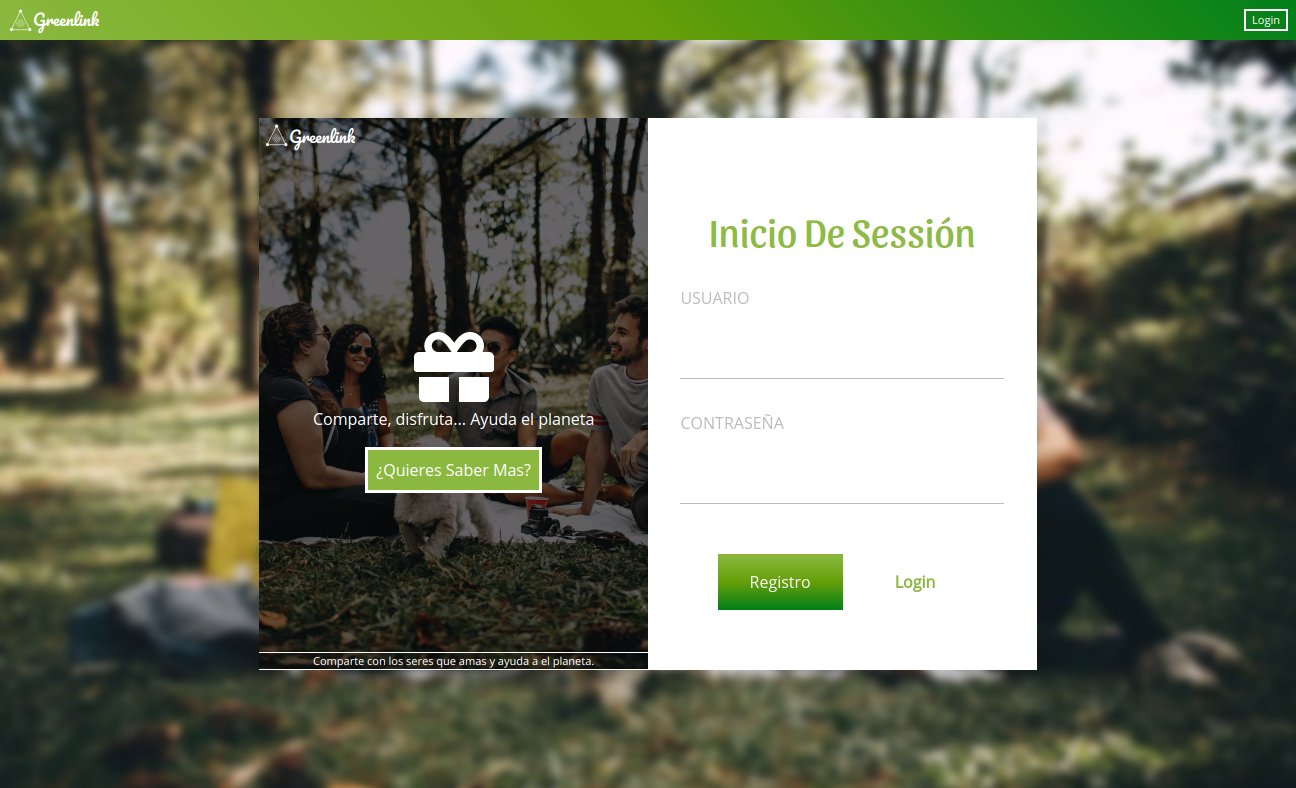 Greenlink
Login
Greenlink
Comparte, disfruta... Ayuda el planeta
¿Quieres Saber Mas?
Comparte con los seres que amas y ayuda a el planeta.
Inicio De Sessión
USUARIO
CONTRASEÑA
Registro
Login